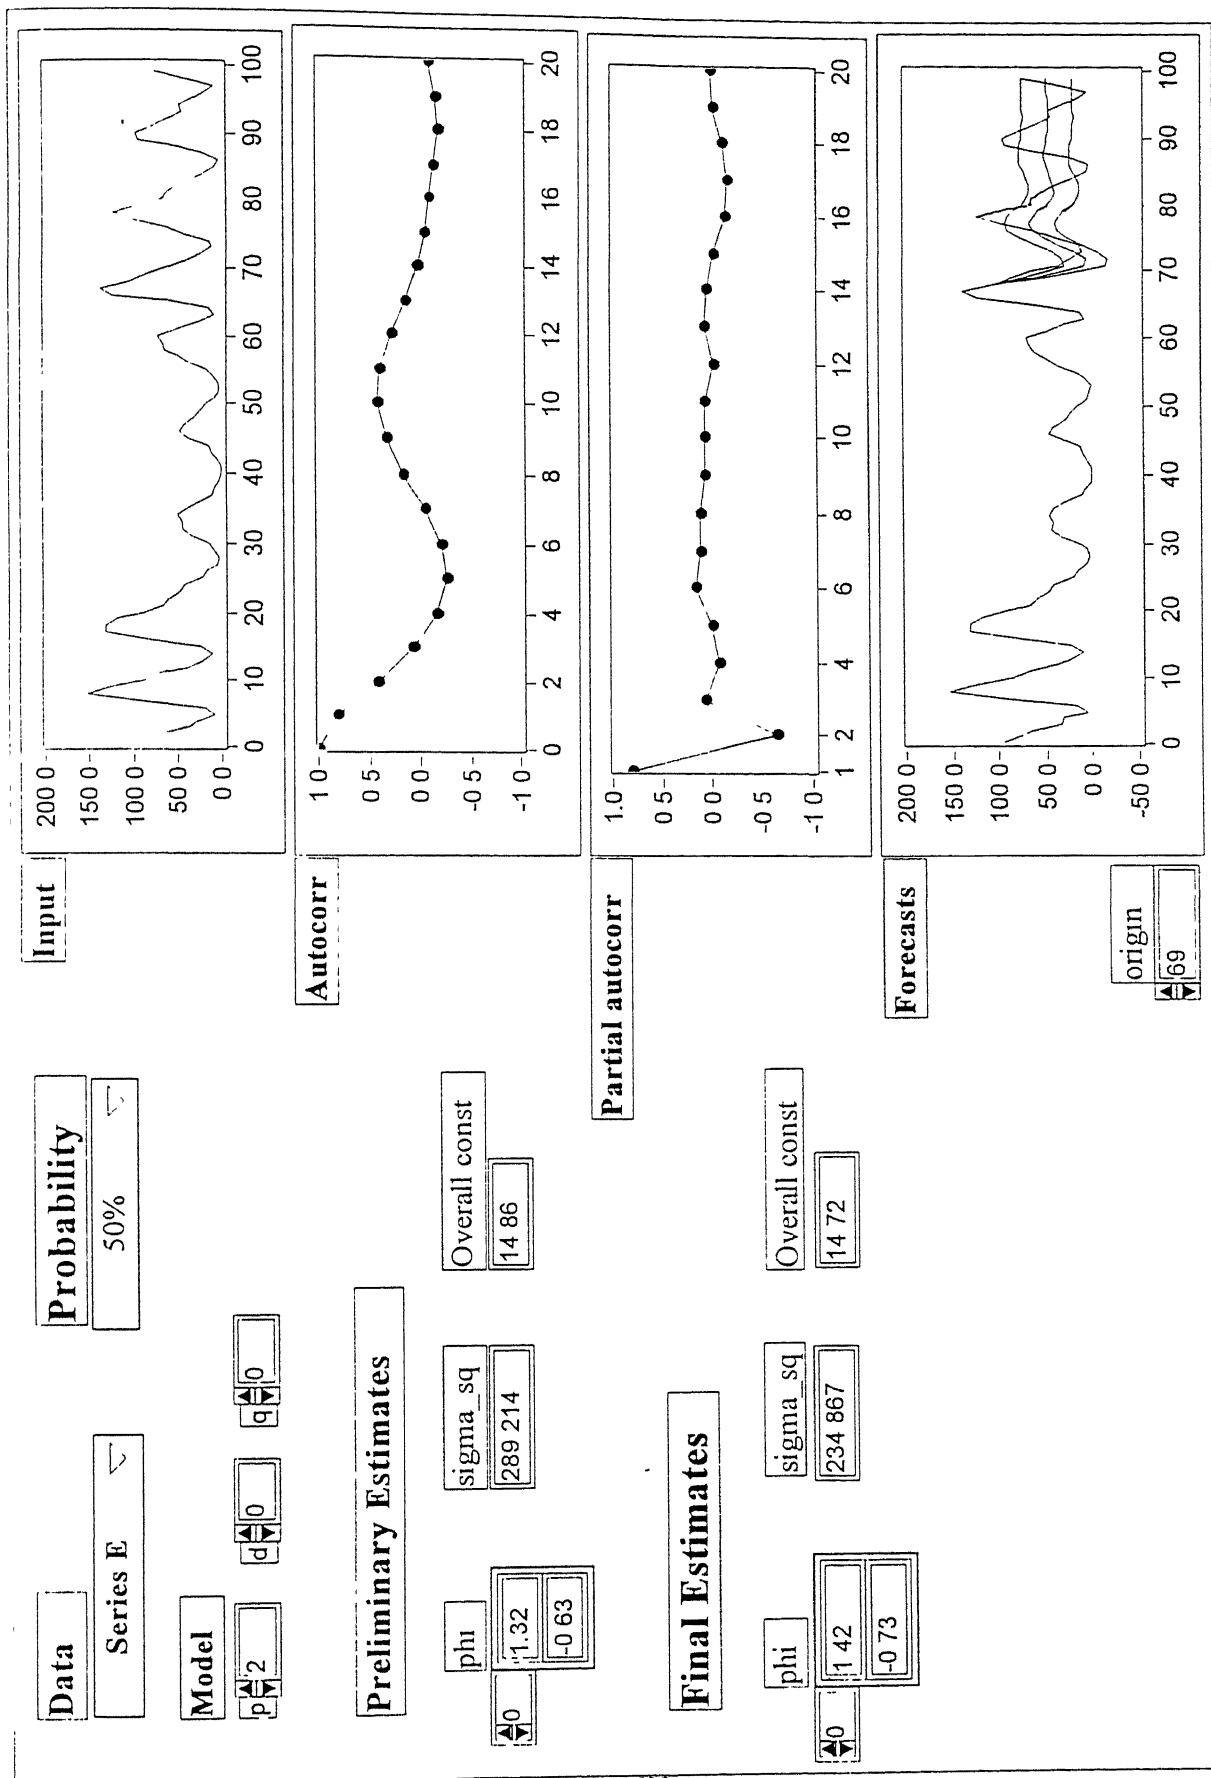 Data
Series E
Probability
50%
Model
p 2
d 0
q 0
Preliminary Estimates
phi
sigma_sq
Overall const
0
1.32
-0 63
289 214
14 86
Final Estimates
phi
sigma_sq
Overall const
0
1 42
-0 73
234 867
14 72
Input
200 0
150 0
100 0
50 0
0 0
0 10 20 30 40 50 60 70 80 90 100
Autocorr
1 0
0 5
0 0
-0 5
-1 0
0 2 4 6 8 10 12 14 16 18 20
Partial autocorr
1.0
0 5
0 0
-0 5
-1 0
1 2 4 6 8 10 12 14 16 18 20
Forecasts
origin
69
200 0
150 0
100 0
50 0
0 0
-50 0
0 10 20 30 40 50 60 70 80 90 100